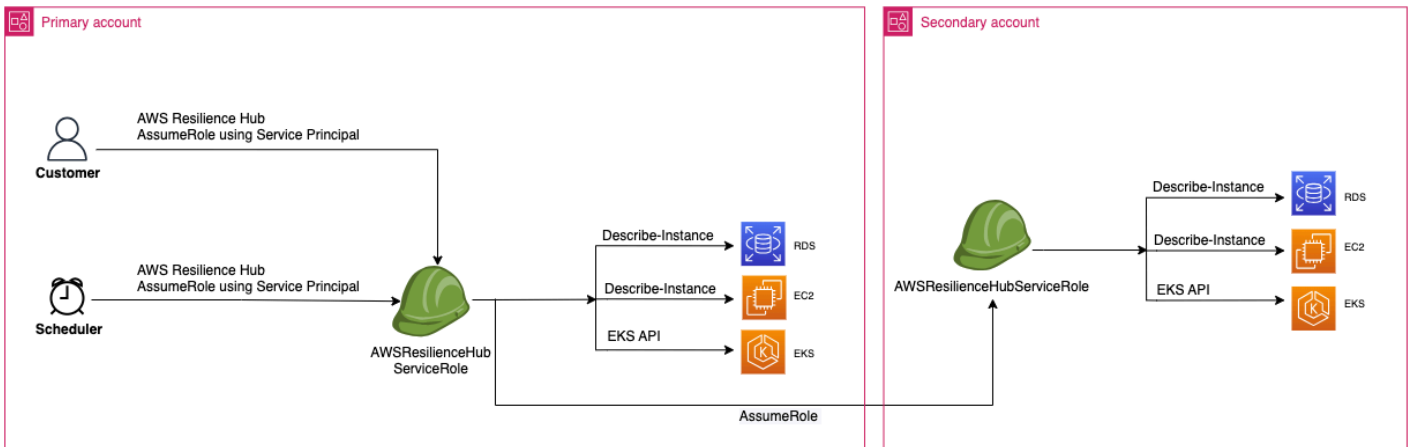 Primary account
AWS Resilience Hub
AssumeRole using Service Principal
Customer
AWS Resilience Hub
AssumeRole using Service Principal
Scheduler
AWSResilienceHub
ServiceRole
Describe-Instance
RDS
Describe-Instance
EC2
EKS API
EKS
AssumeRole
Secondary account
AWSResilienceHubServiceRole
Describe-Instance
RDS
Describe-Instance
EC2
EKS API
EKS